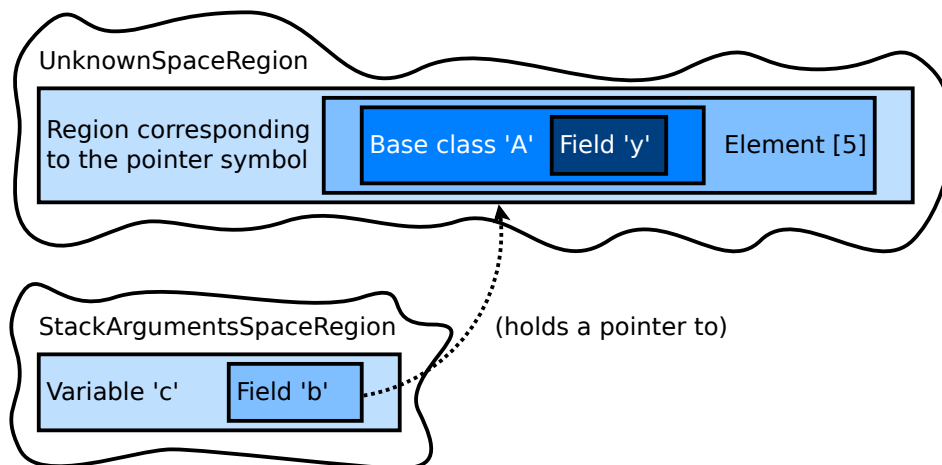 UnknownSpaceRegion
Region corresponding
to the pointer symbol
Base class 'A'
Field 'y'
Element [5]
StackArgumentsSpaceRegion
(holds a pointer to)
Variable 'c'
Field 'b'